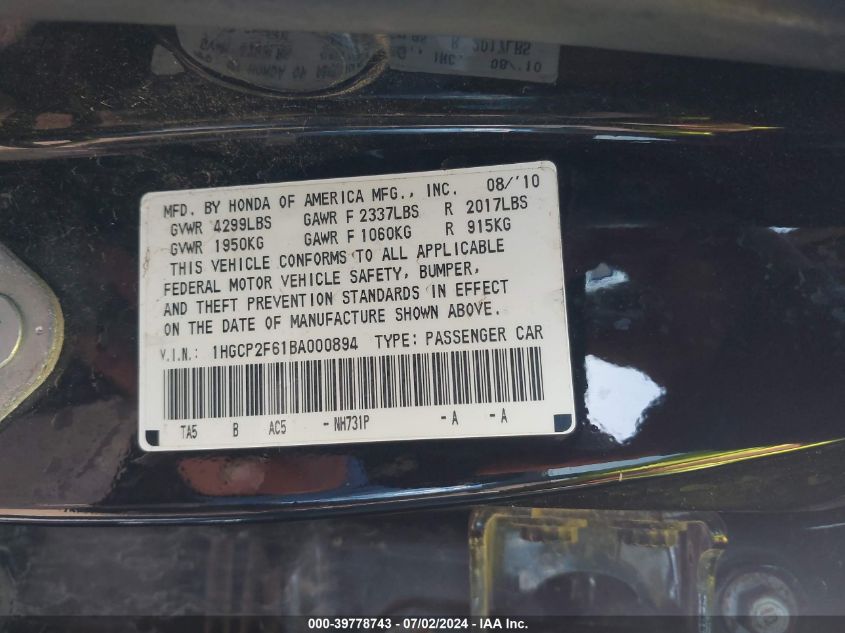 MFD. BY HONDA OF AMERICA MFG., INC. 08/'10
GVWR 4299LBS GAWR F 2337LBS R 2017LBS
GVWR 1950KG GAWR F 1060KG R 915KG
THIS VEHICLE CONFORMS TO ALL APPLICABLE
FEDERAL MOTOR VEHICLE SAFETY, BUMPER,
AND THEFT PREVENTION STANDARDS IN EFFECT
ON THE DATE OF MANUFACTURE SHOWN ABOVE.
V.I.N.: 1HGCP2F61BA000894 TYPE: PASSENGER CAR
TA5 B AC5 - NH731P - A - A
000-39778743 - 07/02/2024 - IAA Inc.